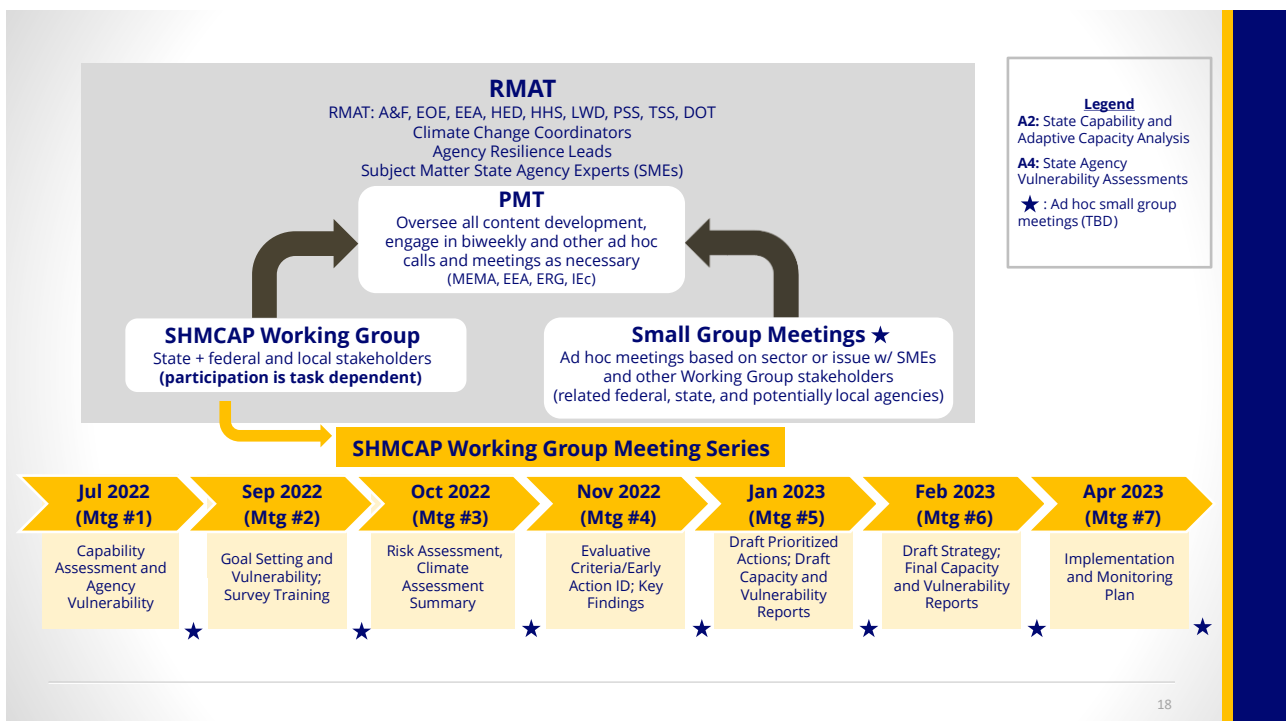 RMAT
RMAT: A&F, EOE, EEA, HED, HHS, LWD, PSS, TSS, DOT
Climate Change Coordinators
Agency Resilience Leads
Subject Matter State Agency Experts (SMEs)
PMT
Oversee all content development,
engage in biweekly and other ad hoc
calls and meetings as necessary
(MEMA, EEA, ERG, IEc)
SHMCAP Working Group
State + federal and local stakeholders
(participation is task dependent)
Small Group Meetings ★
Ad hoc meetings based on sector or issue w/ SMEs
and other Working Group stakeholders
(related federal, state, and potentially local agencies)
Legend
A2: State Capability and
Adaptive Capacity Analysis
A4: State Agency
Vulnerability Assessments
★ : Ad hoc small group
meetings (TBD)
SHMCAP Working Group Meeting Series
Jul 2022
(Mtg #1)
Capability
Assessment and
Agency
Vulnerability
Sep 2022
(Mtg #2)
Goal Setting and
Vulnerability;
Survey Training
Oct 2022
(Mtg #3)
Risk Assessment,
Climate
Assessment
Summary
Nov 2022
(Mtg #4)
Evaluative
Criteria/Early
Action ID; Key
Findings
Jan 2023
(Mtg #5)
Draft Prioritized
Actions; Draft
Capacity and
Vulnerability
Reports
Feb 2023
(Mtg #6)
Draft Strategy;
Final Capacity
and Vulnerability
Reports
Apr 2023
(Mtg #7)
Implementation
and Monitoring
Plan
18